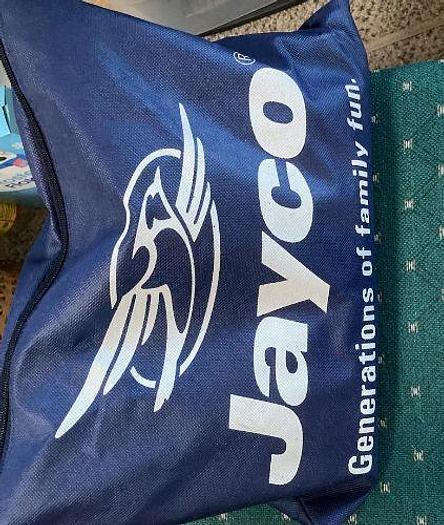 Jayco®
Generations of family fun.